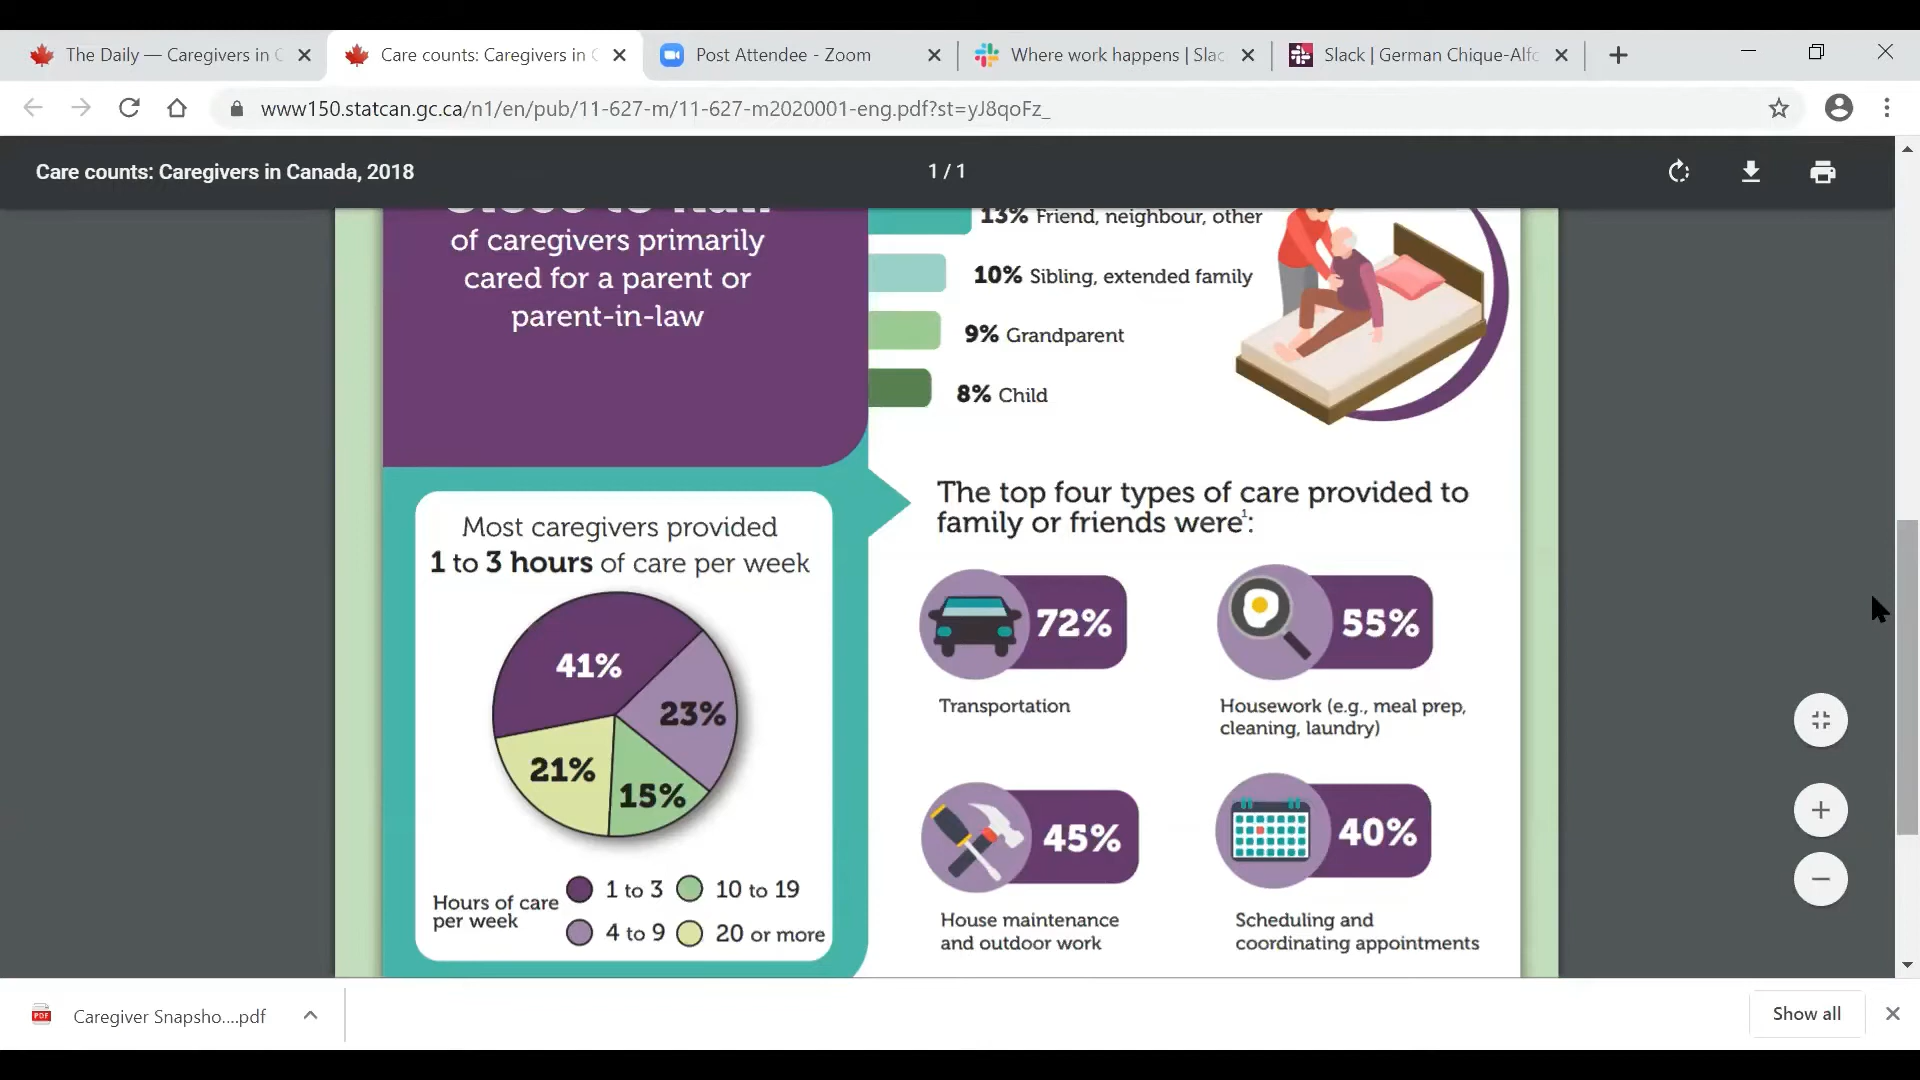 The Daily — Caregivers in C
Care counts: Caregivers in C
Post Attendee - Zoom
Where work happens | Slac
Slack | German Chique-Alfo
www150.statcan.gc.ca/n1/en/pub/11-627-m/11-627-m2020001-eng.pdf?st=yJ8qoFz_
Care counts: Caregivers in Canada, 2018
1 / 1
of caregivers primarily
cared for a parent or
parent-in-law
13% Friend, neighbour, other
10% Sibling, extended family
9% Grandparent
8% Child
Most caregivers provided
1 to 3 hours of care per week
41%
23%
21%
15%
Hours of care
per week
1 to 3
10 to 19
4 to 9
20 or more
The top four types of care provided to
family or friends were1:
72%
Transportation
55%
Housework (e.g., meal prep,
cleaning, laundry)
45%
House maintenance
and outdoor work
40%
Scheduling and
coordinating appointments
PDF
Caregiver Snapsho....pdf
Show all